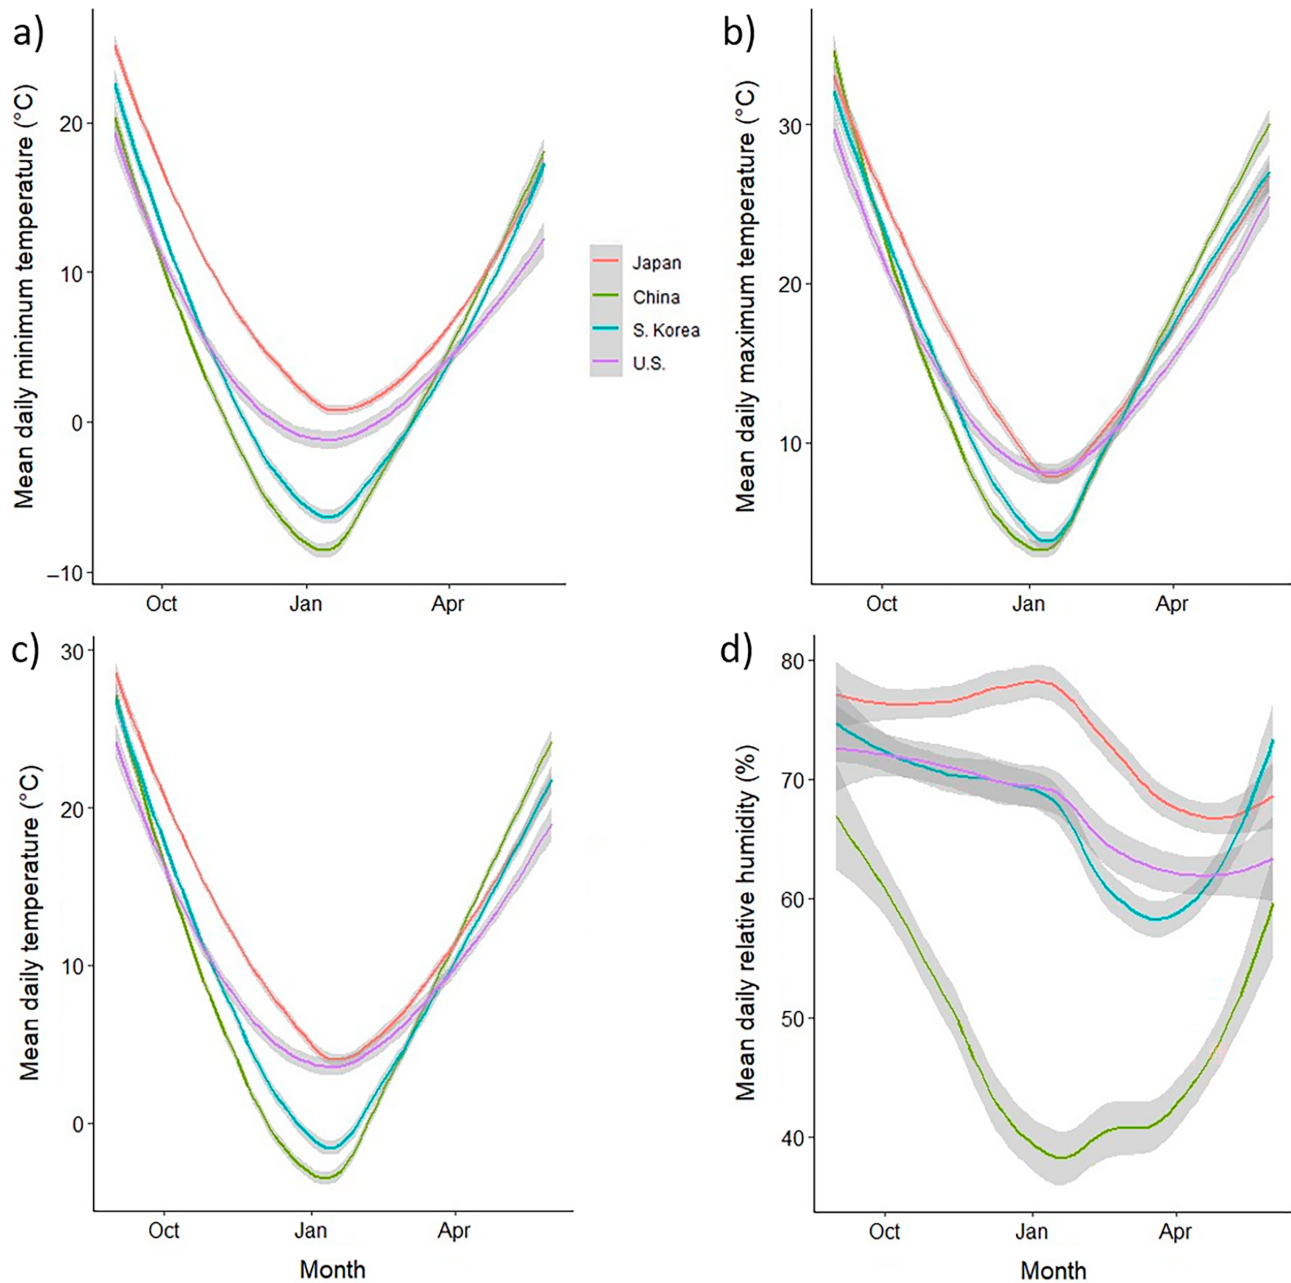 a)
Mean daily minimum temperature (°C)
20
10
0
−10
Oct
Jan
Apr
Japan
China
S. Korea
U.S.
b)
Mean daily maximum temperature (°C)
30
20
10
Oct
Jan
Apr
c)
Mean daily temperature (°C)
30
20
10
0
Oct
Jan
Apr
Month
d)
Mean daily relative humidity (%)
80
70
60
50
40
Oct
Jan
Apr
Month